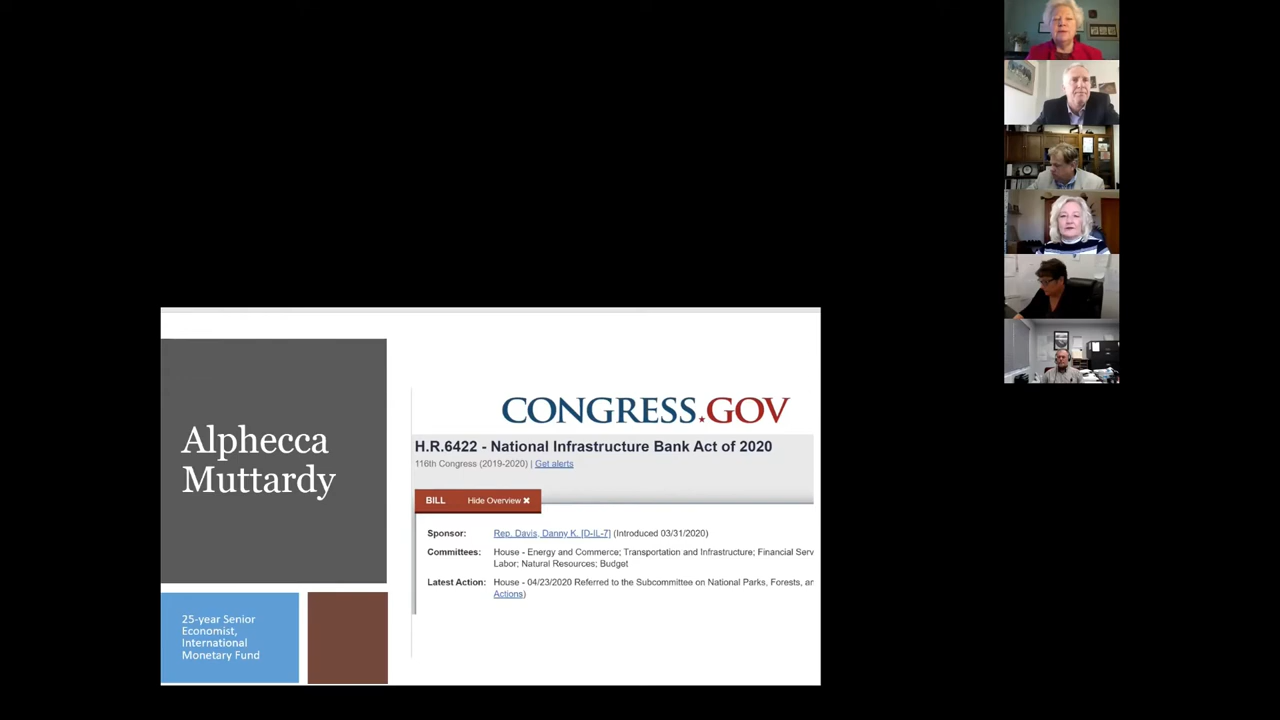 Alphecca
Muttardy
25-year Senior
Economist,
International
Monetary Fund
CONGRESS.GOV
H.R.6422 - National Infrastructure Bank Act of 2020
116th Congress (2019-2020) | Get alerts
BILL Hide Overview ✖
Sponsor: Rep. Davis, Danny K. [D-IL-7] (Introduced 03/31/2020)
Committees: House - Energy and Commerce; Transportation and Infrastructure; Financial Serv
Labor; Natural Resources; Budget
Latest Action: House - 04/23/2020 Referred to the Subcommittee on National Parks, Forests, an
Actions)